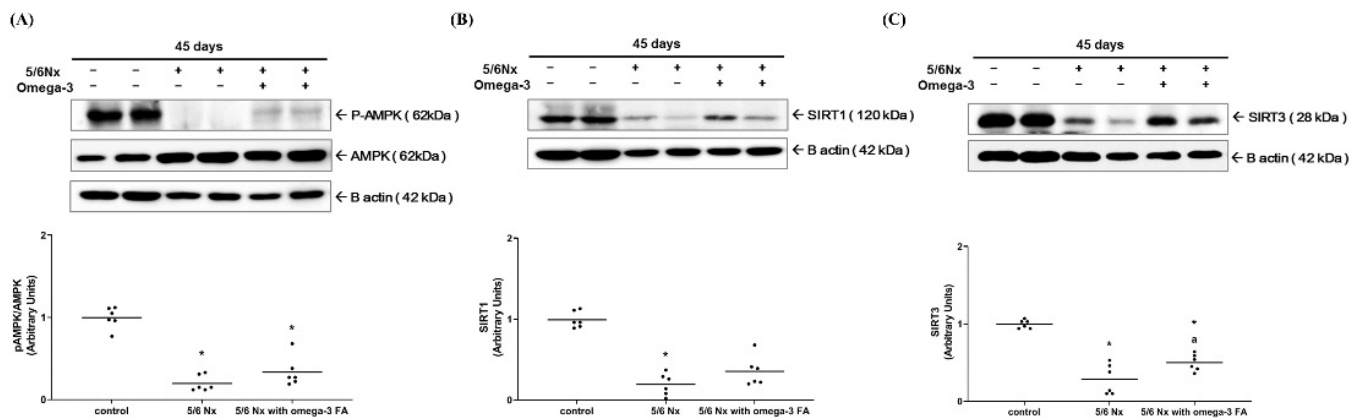 (A)
45 days
5/6Nx − − + + + +
Omega-3 − − − − + +
← P-AMPK ( 62kDa)
← AMPK ( 62kDa)
← B actin ( 42 kDa)
pAMPK/AMPK
(Arbitrary Units)
2
1
0
*
*
control 5/6 Nx 5/6 Nx with omega-3 FA
(B)
45 days
5/6Nx − − + + + +
Omega-3 − − − − + +
← SIRT1 ( 120 kDa)
← B actin ( 42 kDa)
SIRT1
(Arbitrary Units)
2
1
0
*
control 5/6 Nx 5/6 Nx with omega-3 FA
(C)
45 days
5/6Nx − − + + + +
Omega-3 − − − − + +
← SIRT3 ( 28 kDa)
← B actin ( 42 kDa)
SIRT3
(Arbitrary Units)
2
1
0
*
*
a
control 5/6 Nx 5/6 Nx with omega-3 FA